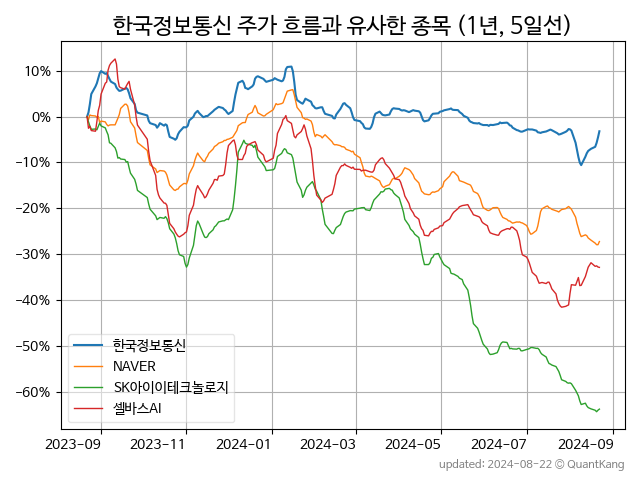 한국정보통신 주가 흐름과 유사한 종목 (1년, 5일선)
10%
0%
−10%
−20%
−30%
−40%
−50%
−60%
한국정보통신
NAVER
SK아이이테크놀로지
셀바스AI
2023-09 2023-11 2024-01 2024-03 2024-05 2024-07 2024-09
updated: 2024-08-22 © QuantKang